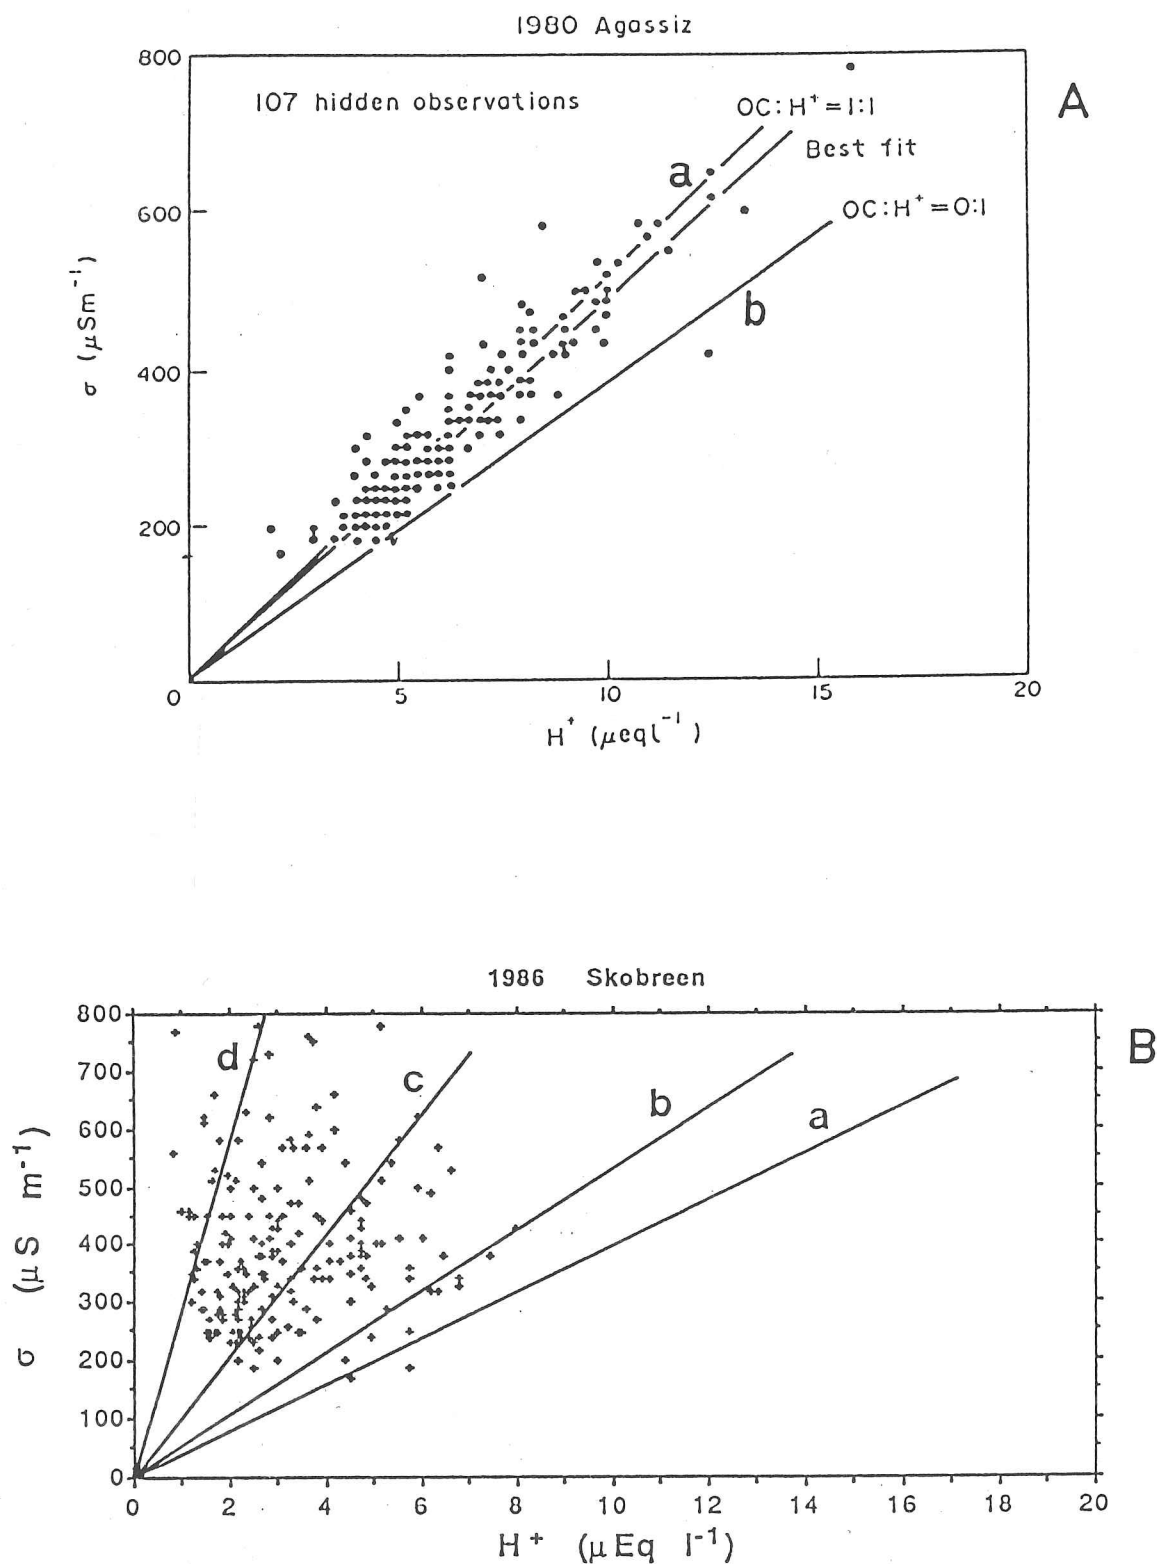 1980 Agassiz
A
800
107 hidden observations
OC:H⁺=1:1
Best fit
a
600
OC:H⁺=0:1
b
σ (μSm⁻¹)
400
200
0
5
10
15
20
H⁺ (μeql⁻¹)
1986 Skobreen
B
800
d
c
b
a
700
600
500
400
300
200
100
0
σ (μS m⁻¹)
0 2 4 6 8 10 12 14 16 18 20
H⁺ (μEq l⁻¹)